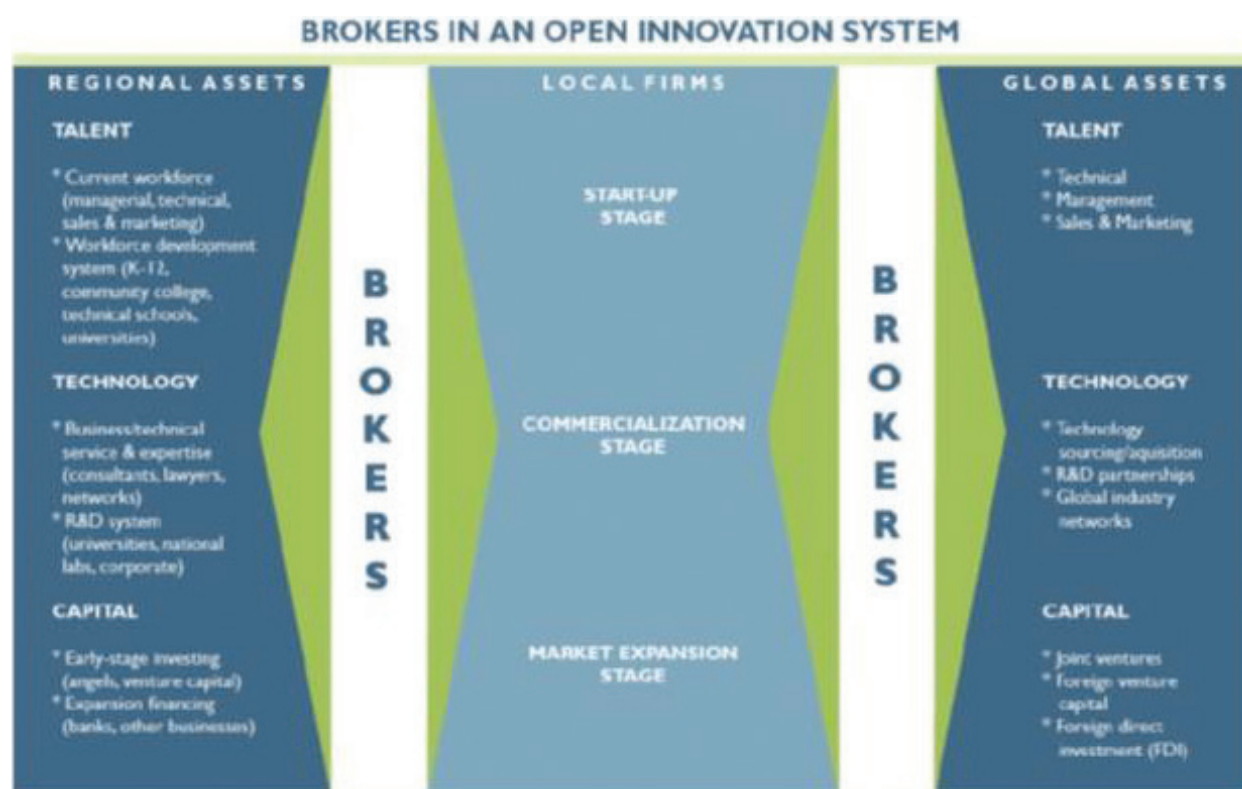 BROKERS IN AN OPEN INNOVATION SYSTEM
REGIONAL ASSETS
TALENT
* Current workforce
(managerial, technical,
sales & marketing)
* Workforce development
system (K-12,
community college,
technical schools,
universities)
TECHNOLOGY
* Business/technical
service & expertise
(consultants, lawyers,
networks)
* R&D system
(universities, national
labs, corporate)
CAPITAL
* Early-stage investing
(angels, venture capital)
* Expansion financing
(banks, other businesses)
BROKERS
LOCAL FIRMS
START-UP
STAGE
COMMERCIALIZATION
STAGE
MARKET EXPANSION
STAGE
BROKERS
GLOBAL ASSETS
TALENT
* Technical
* Management
* Sales & Marketing
TECHNOLOGY
* Technology
sourcing/aquisition
* R&D partnerships
* Global industry
networks
CAPITAL
* Joint ventures
* Foreign venture
capital
* Foreign direct
investment (FDI)